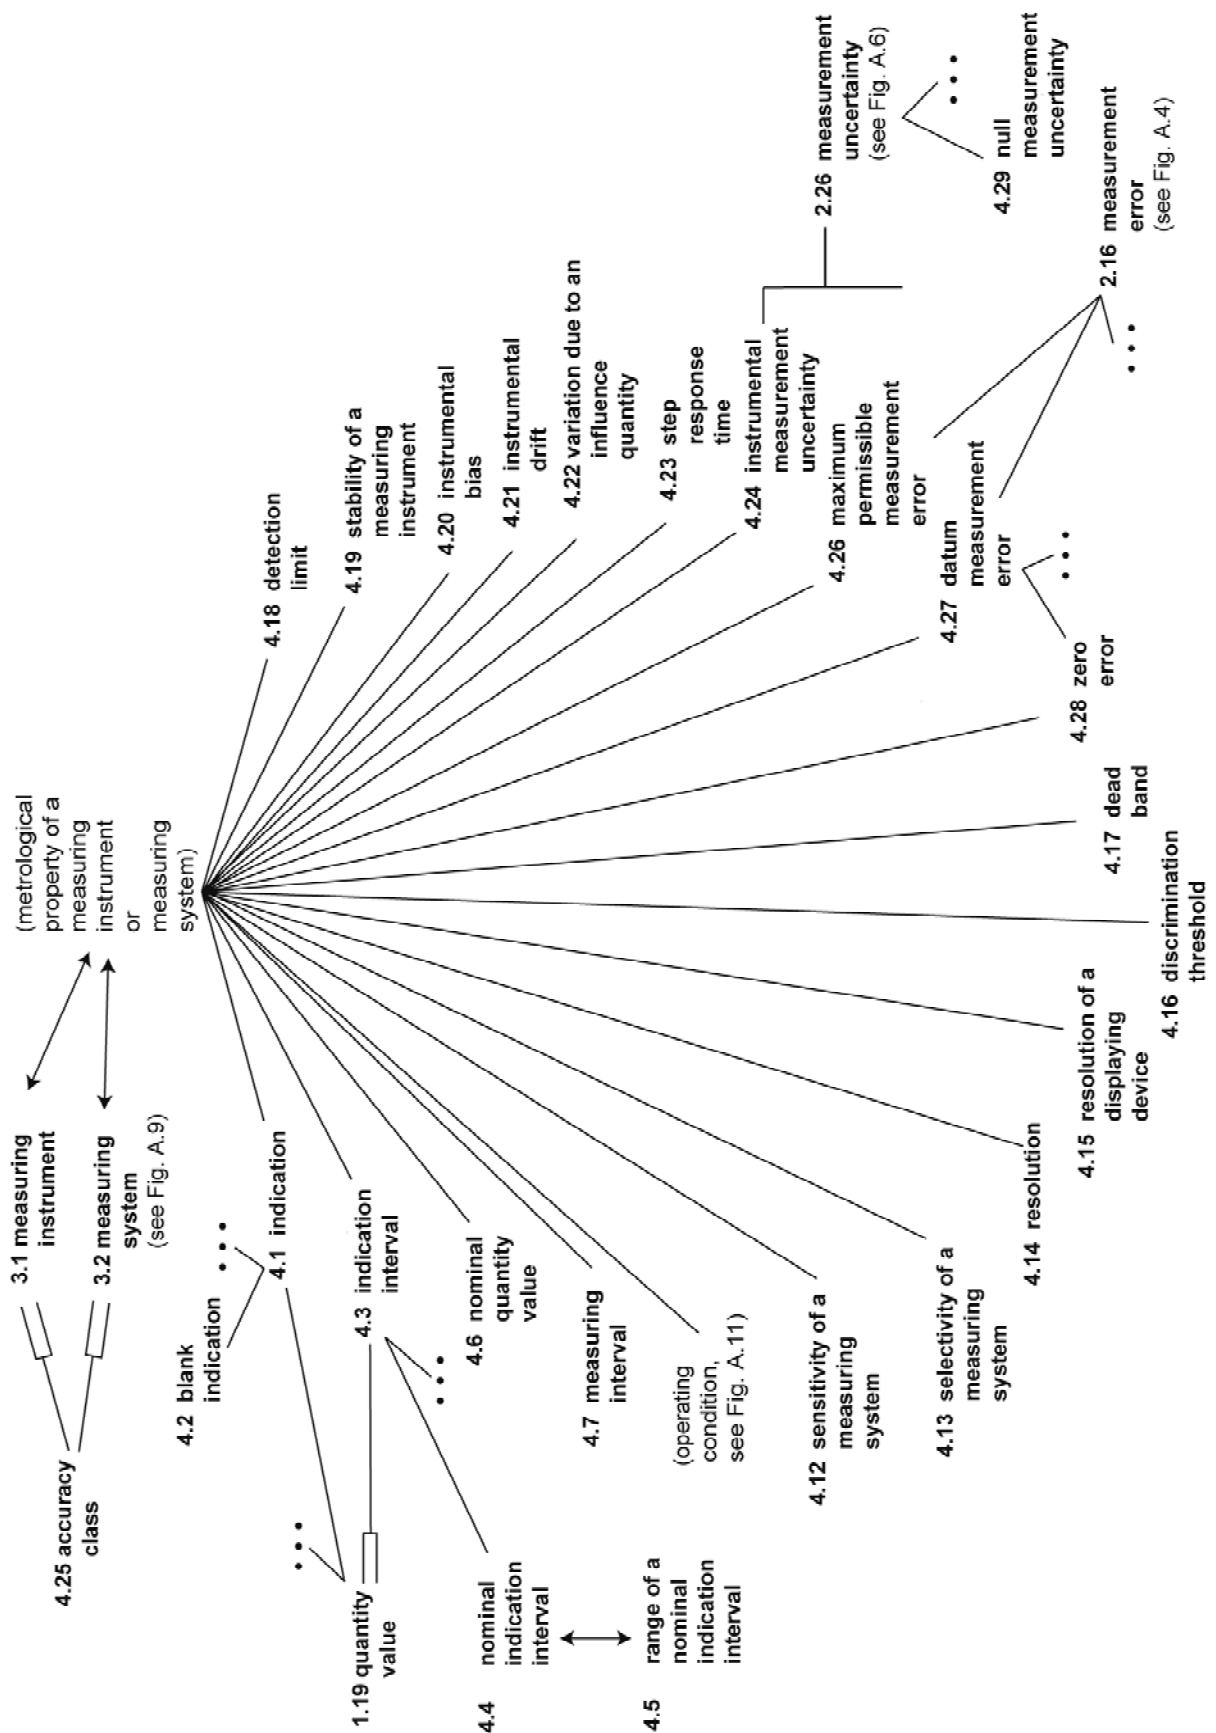 4.25 accuracy
class
3.1 measuring
instrument
3.2 measuring
system
(see Fig. A.9)
(metrological
property of a
measuring
instrument
or
measuring
system)
4.2 blank
indication
4.1 indication
1.19 quantity
value
4.3 indication
interval
4.4 nominal
indication
interval
4.5 range of a
nominal
indication
interval
4.6 nominal
quantity
value
4.7 measuring
interval
(operating
condition,
see Fig. A.11)
4.12 sensitivity of a
measuring
system
4.13 selectivity of a
measuring
system
4.14 resolution
4.15 resolution of a
displaying
device
4.16 discrimination
threshold
4.17 dead
band
4.28 zero
error
4.27 datum
measurement
error
4.26 maximum
permissible
measurement
error
4.24 instrumental
measurement
uncertainty
4.23 step
response
time
4.22 variation due to an
influence
quantity
4.21 instrumental
drift
4.20 instrumental
bias
4.19 stability of a
measuring
instrument
4.18 detection
limit
2.26 measurement
uncertainty
(see Fig. A.6)
4.29 null
measurement
uncertainty
2.16 measurement
error
(see Fig. A.4)